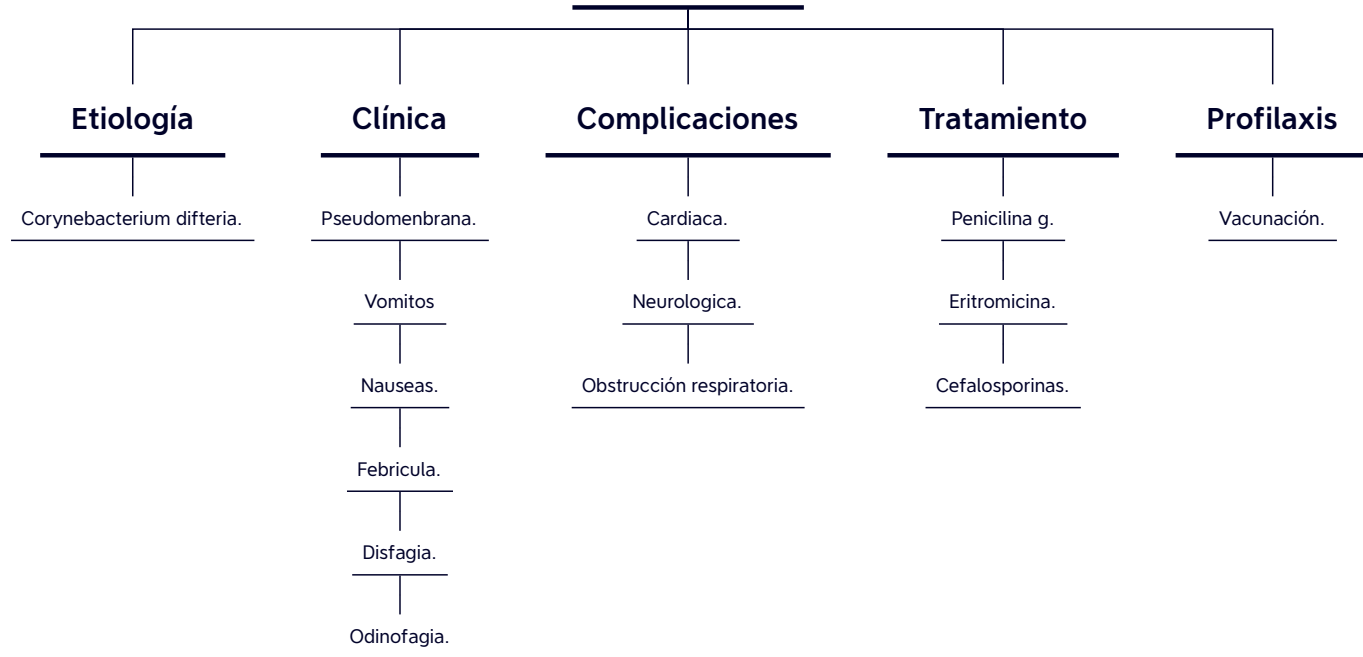 Etiología
Clínica
Complicaciones
Tratamiento
Profilaxis
Corynebacterium difteria.
Pseudomenbrana.
Cardiaca.
Penicilina g.
Vacunación.
Vomitos
Neurologica.
Eritromicina.
Nauseas.
Obstrucción respiratoria.
Cefalosporinas.
Febricula.
Disfagia.
Odinofagia.